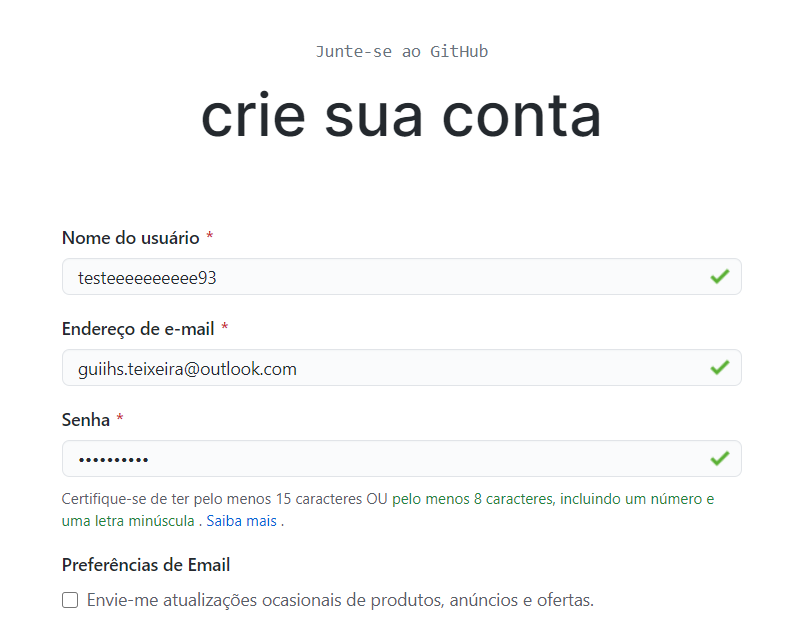 Junte-se ao GitHub
crie sua conta
Nome do usuário *
testeeeeeeeeee93
Endereço de e-mail *
guiihs.teixeira@outlook.com
Senha *
••••••••••
Certifique-se de ter pelo menos 15 caracteres OU pelo menos 8 caracteres, incluindo um número e
uma letra minúscula . Saiba mais .
Preferências de Email
Envie-me atualizações ocasionais de produtos, anúncios e ofertas.